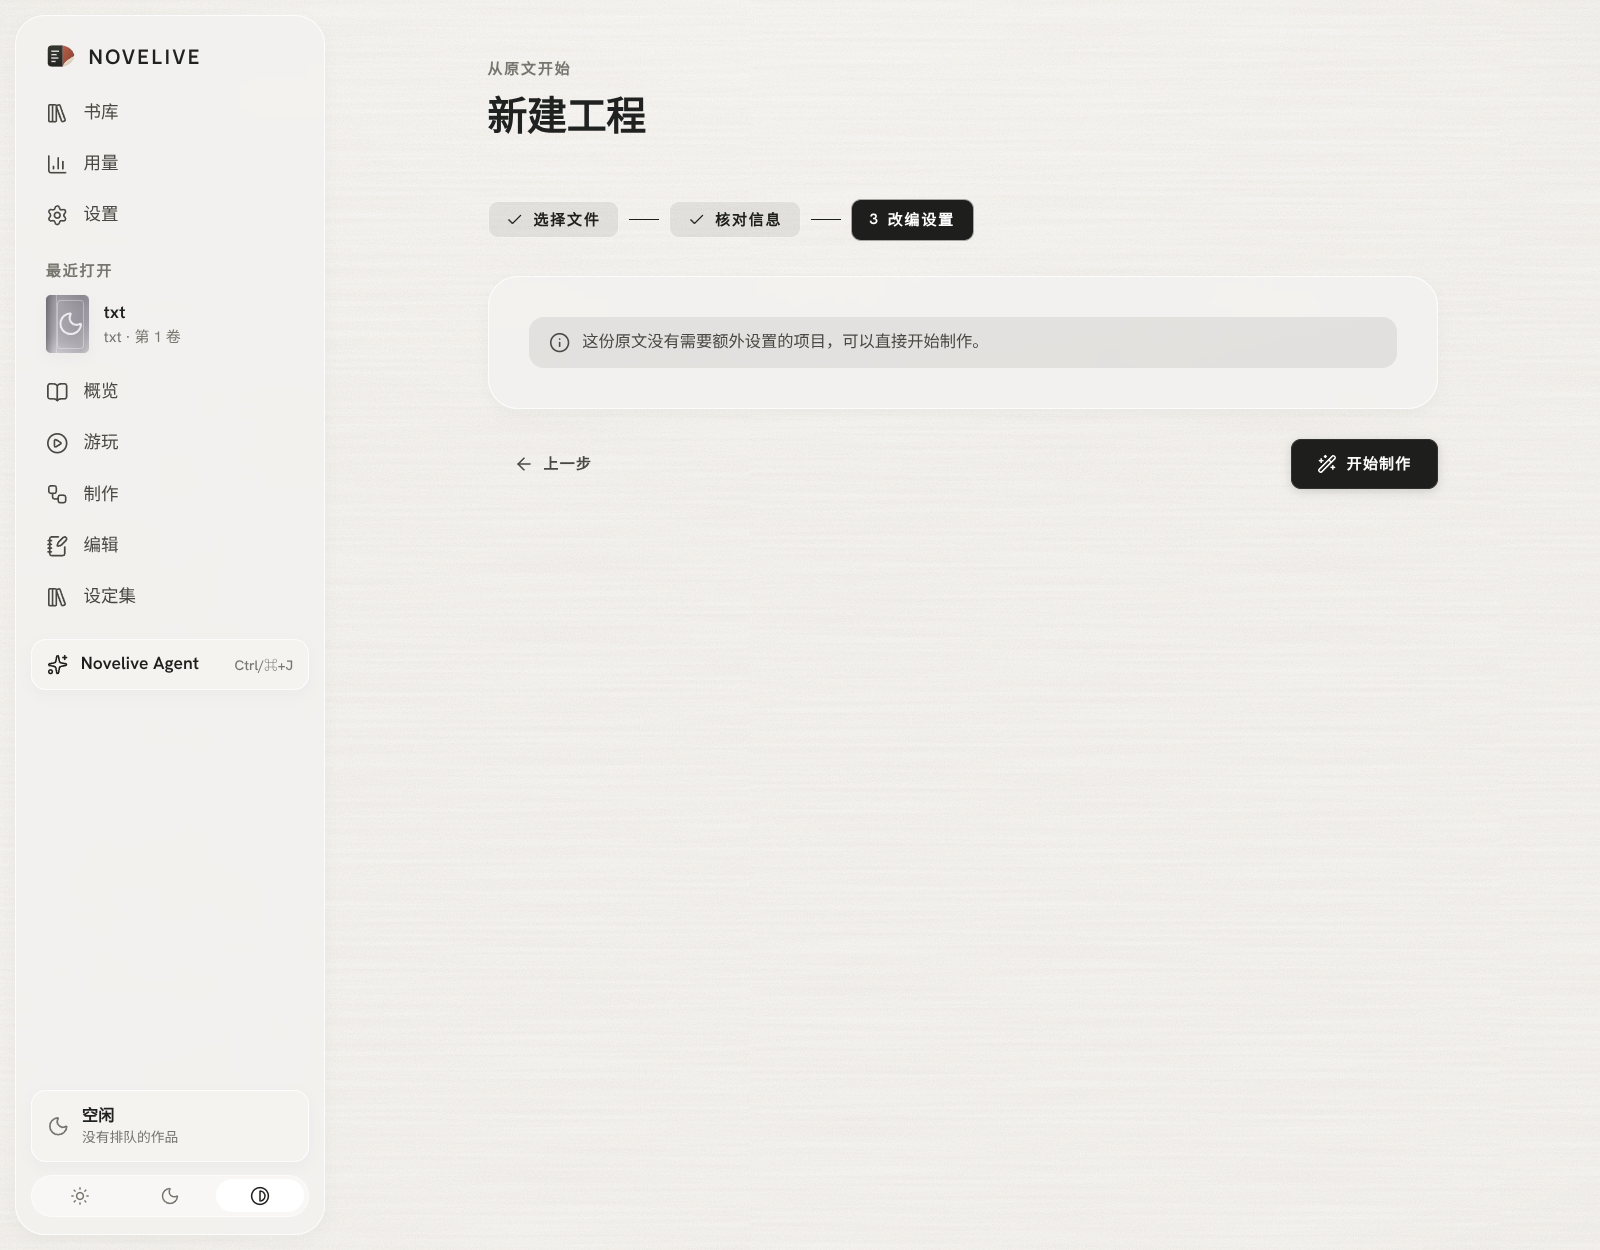 NOVELIVE
书库
用量
设置
最近打开
txt
txt · 第 1 卷
概览
游玩
制作
编辑
设定集
Novelive Agent
Ctrl/⌘+J
空闲
没有排队的作品
从原文开始
新建工程
选择文件
核对信息
3 改编设置
这份原文没有需要额外设置的项目，可以直接开始制作。
上一步
开始制作